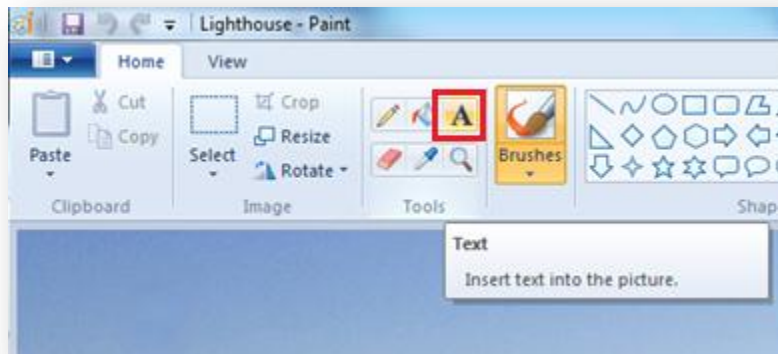 Lighthouse - Paint
Home View
Cut
Copy
Paste
Clipboard
Crop
Resize
Rotate
Select
Image
A
Tools
Brushes
Shap
Text
Insert text into the picture.